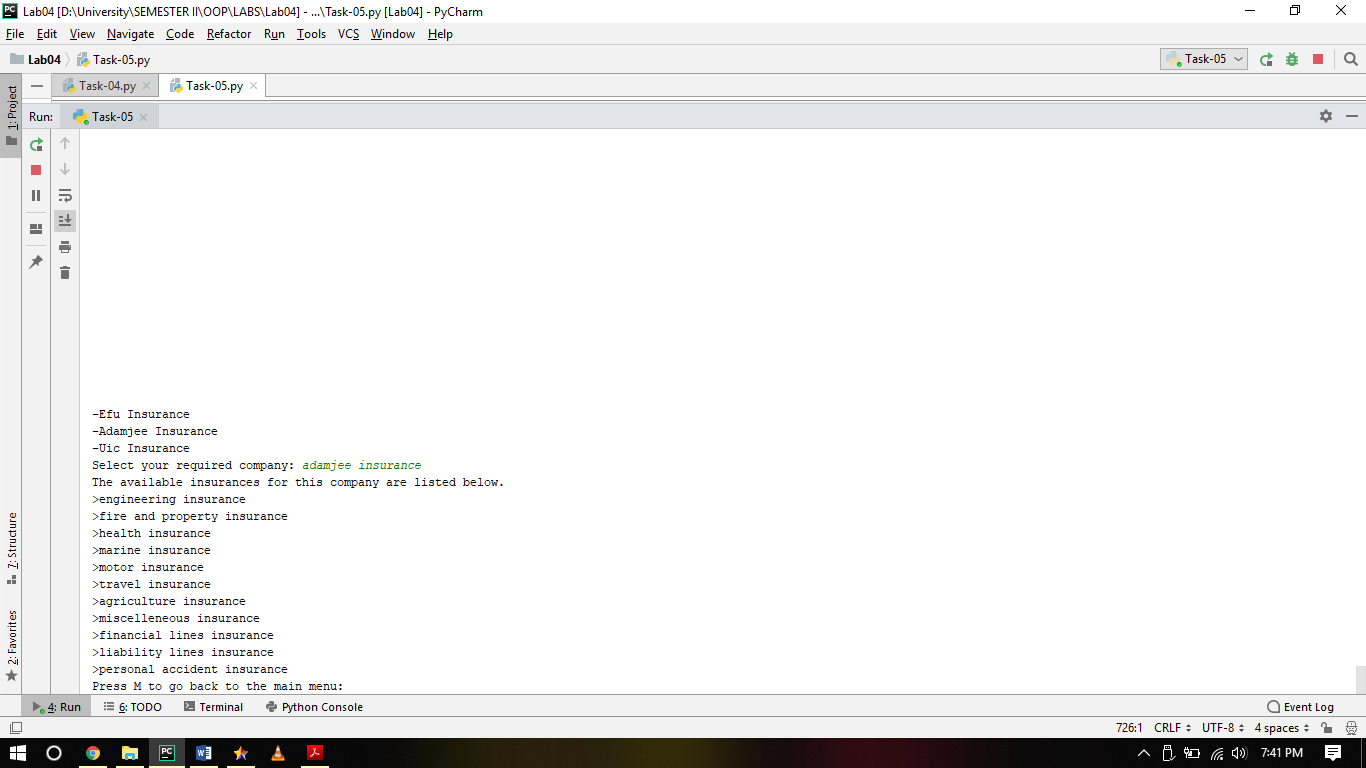 Lab04 [D:\University\SEMESTER II\OOP\LABS\Lab04] - ...\Task-05.py [Lab04] - PyCharm
File Edit View Navigate Code Refactor Run Tools VCS Window Help
Lab04 Task-05.py Task-05
Task-04.py Task-05.py
1: Project
Run: Task-05
-Efu Insurance
-Adamjee Insurance
-Uic Insurance
Select your required company: adamjee insurance
The available insurances for this company are listed below.
>engineering insurance
>fire and property insurance
>health insurance
>marine insurance
>motor insurance
>travel insurance
>agriculture insurance
>miscelleneous insurance
>financial lines insurance
>liability lines insurance
>personal accident insurance
Press M to go back to the main menu:
7: Structure
2: Favorites
4: Run 6: TODO Terminal Python Console Event Log
726:1 CRLF UTF-8 4 spaces
PC W 7:41 PM